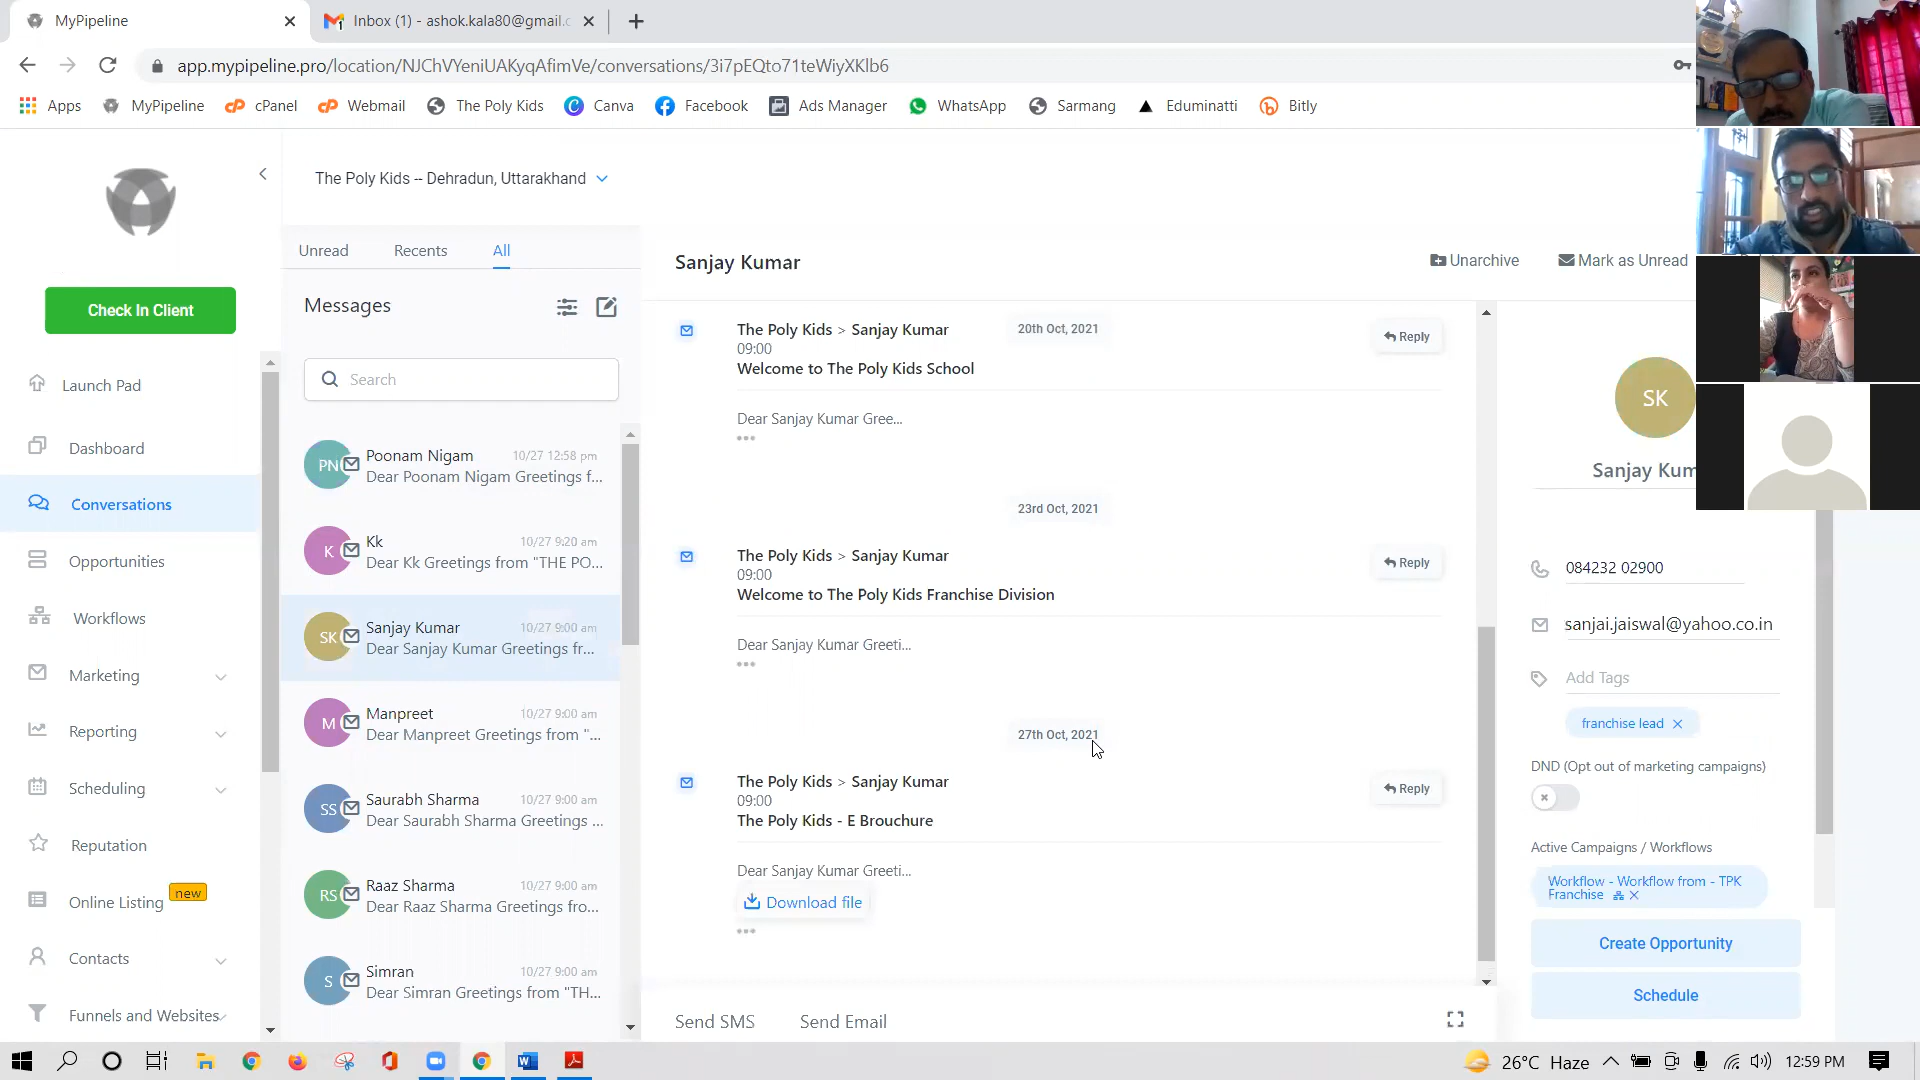 MyPipeline
Inbox (1) - ashok.kala80@gmail.c
app.mypipeline.pro/location/NJChVYeniUAKyqAfimVe/conversations/3i7pEQto71teWiyXKlb6
Apps MyPipeline cPanel Webmail The Poly Kids Canva Facebook Ads Manager WhatsApp Sarmang Eduminatti Bitly
The Poly Kids -- Dehradun, Uttarakhand
Check In Client
Launch Pad
Dashboard
Conversations
Opportunities
Workflows
Marketing
Reporting
Scheduling
Reputation
Online Listing new
Contacts
Funnels and Websites
Unread Recents All
Messages
Search
PN Poonam Nigam 10/27 12:58 pm
Dear Poonam Nigam Greetings f...
K Kk 10/27 9:20 am
Dear Kk Greetings from "THE PO...
SK Sanjay Kumar 10/27 9:00 am
Dear Sanjay Kumar Greetings fr...
M Manpreet 10/27 9:00 am
Dear Manpreet Greetings from "...
SS Saurabh Sharma 10/27 9:00 am
Dear Saurabh Sharma Greetings ...
RS Raaz Sharma 10/27 9:00 am
Dear Raaz Sharma Greetings fro...
S Simran 10/27 9:00 am
Dear Simran Greetings from "TH...
Sanjay Kumar
Unarchive Mark as Unread
20th Oct, 2021
The Poly Kids > Sanjay Kumar
Reply
09:00
Welcome to The Poly Kids School
Dear Sanjay Kumar Gree...
23rd Oct, 2021
The Poly Kids > Sanjay Kumar
Reply
09:00
Welcome to The Poly Kids Franchise Division
Dear Sanjay Kumar Greeti...
27th Oct, 2021
The Poly Kids > Sanjay Kumar
Reply
09:00
The Poly Kids - E Brouchure
Dear Sanjay Kumar Greeti...
Download file
Send SMS Send Email
SK
Sanjay Kum
084232 02900
sanjai.jaiswal@yahoo.co.in
Add Tags
franchise lead
DND (Opt out of marketing campaigns)
Active Campaigns / Workflows
Workflow - Workflow from - TPK
Franchise
Create Opportunity
Schedule
26°C Haze 12:59 PM